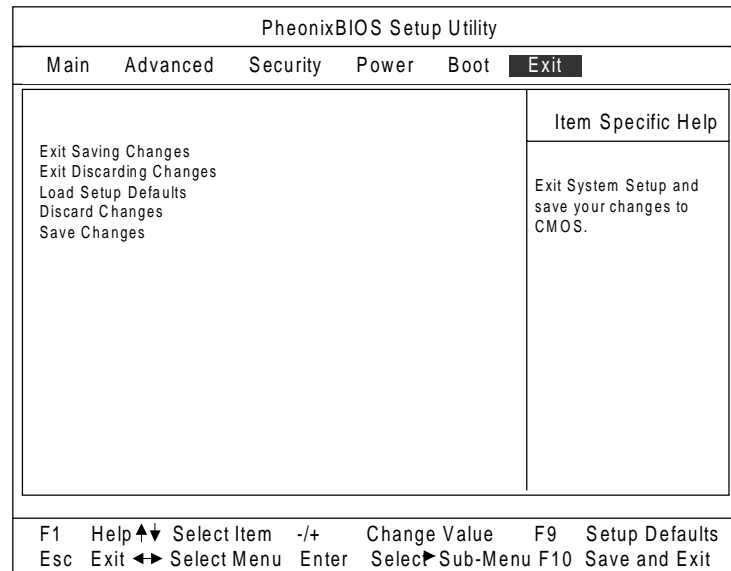 PheonixBIOS Setup Utility
Main Advanced Security Power Boot Exit
Item Specific Help
Exit Saving Changes
Exit Discarding Changes
Load Setup Defaults
Discard Changes
Save Changes
Exit System Setup and
save your changes to
CMOS.
F1 Help Select Item -/+ Change Value F9 Setup Defaults
Esc Exit Select Menu Enter Select Sub-Menu F10 Save and Exit